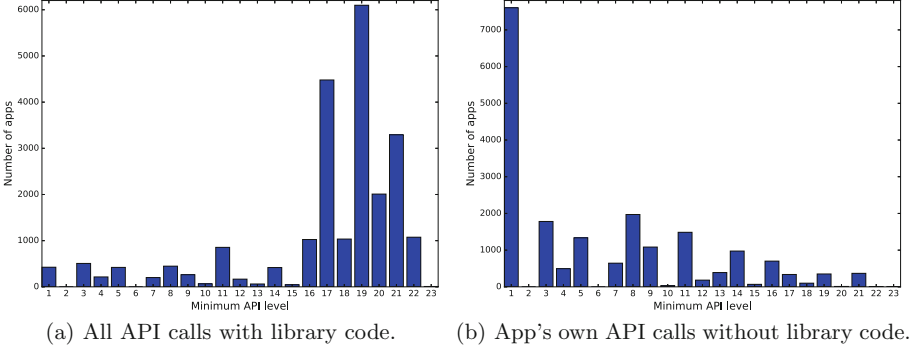 6000
5000
4000
3000
2000
1000
0
Number of apps
1 2 3 4 5 6 7 8 9 10 11 12 13 14 15 16 17 18 19 20 21 22 23
Minimum API level
(a) All API calls with library code.
7000
6000
5000
4000
3000
2000
1000
0
Number of apps
1 2 3 4 5 6 7 8 9 10 11 12 13 14 15 16 17 18 19 20 21 22 23
Minimum API level
(b) App's own API calls without library code.